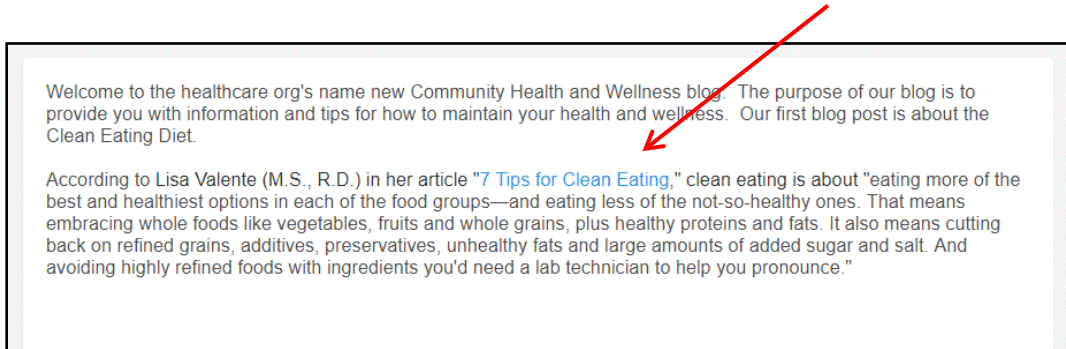 Welcome to the healthcare org's name new Community Health and Wellness blog.  The purpose of our blog is to
provide you with information and tips for how to maintain your health and wellness.  Our first blog post is about the
Clean Eating Diet.
According to Lisa Valente (M.S., R.D.) in her article "7 Tips for Clean Eating," clean eating is about "eating more of the
best and healthiest options in each of the food groups—and eating less of the not-so-healthy ones. That means
embracing whole foods like vegetables, fruits and whole grains, plus healthy proteins and fats. It also means cutting
back on refined grains, additives, preservatives, unhealthy fats and large amounts of added sugar and salt. And
avoiding highly refined foods with ingredients you'd need a lab technician to help you pronounce."